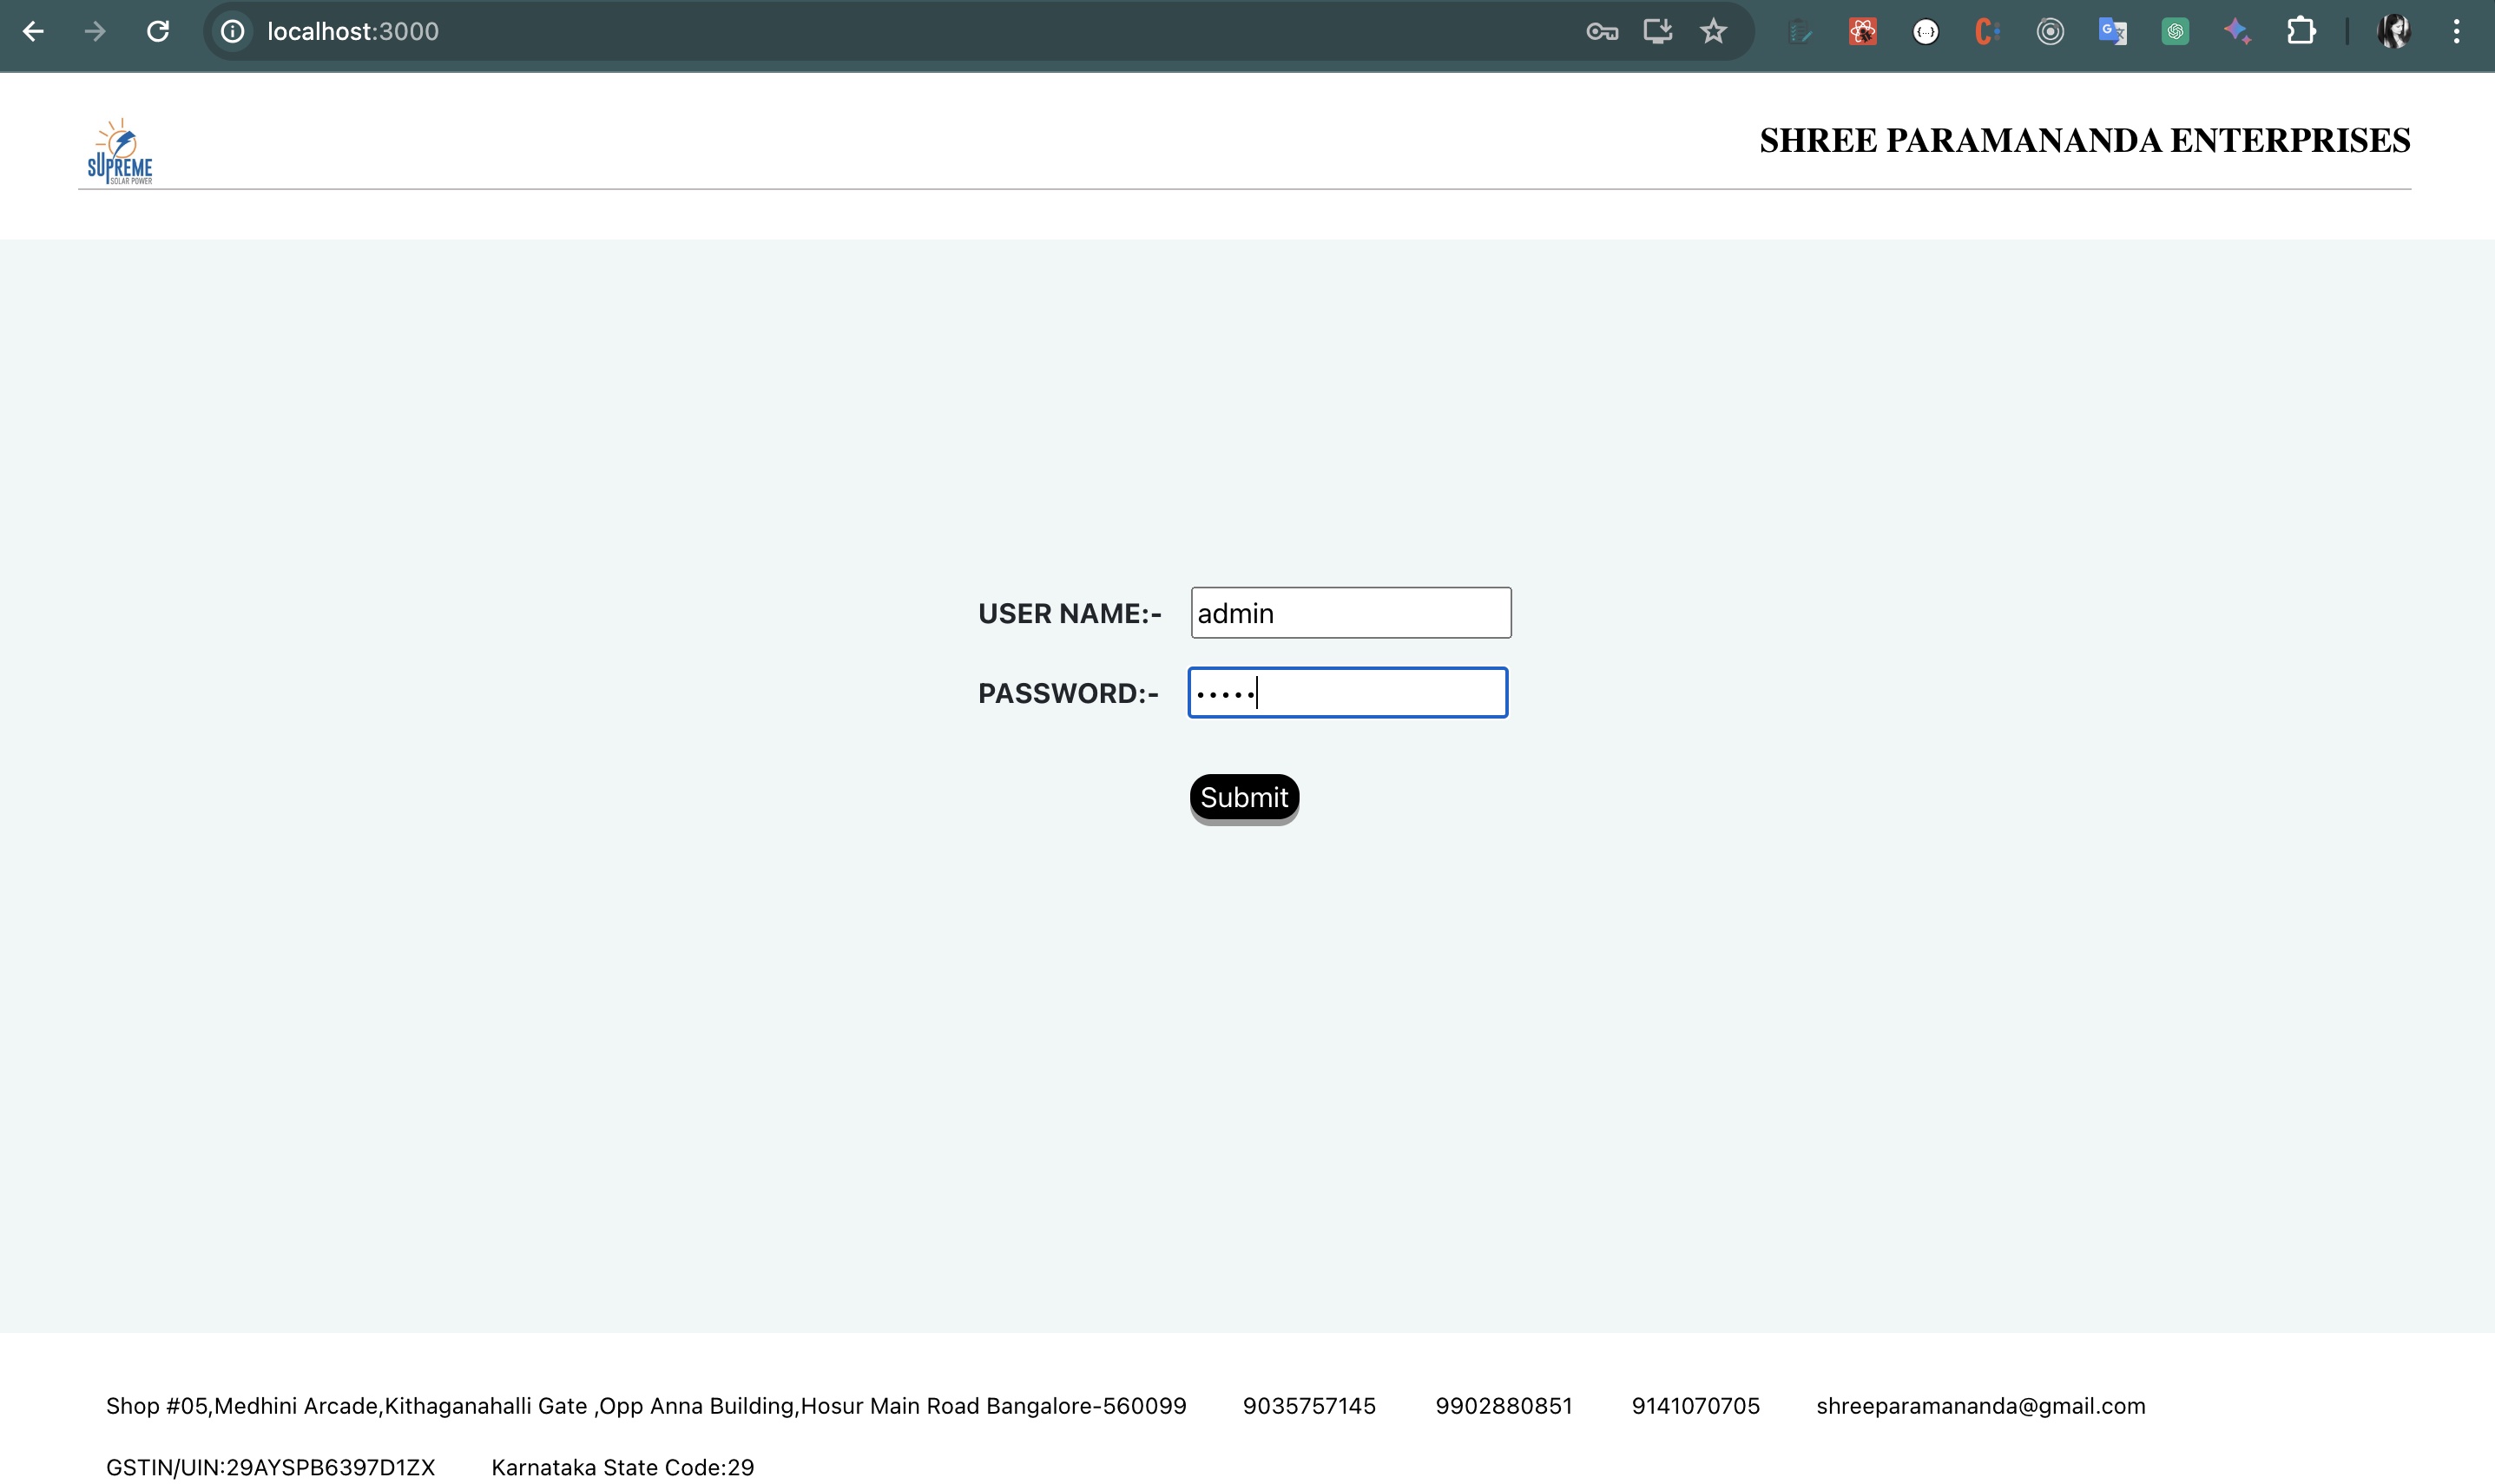 localhost:3000
SUPREME
SOLAR POWER
SHREE PARAMANANDA ENTERPRISES
USER NAME:- admin
PASSWORD:- •••••
Submit
Shop #05,Medhini Arcade,Kithaganahalli Gate ,Opp Anna Building,Hosur Main Road Bangalore-560099 9035757145 9902880851 9141070705 shreeparamananda@gmail.com
GSTIN/UIN:29AYSPB6397D1ZX Karnataka State Code:29